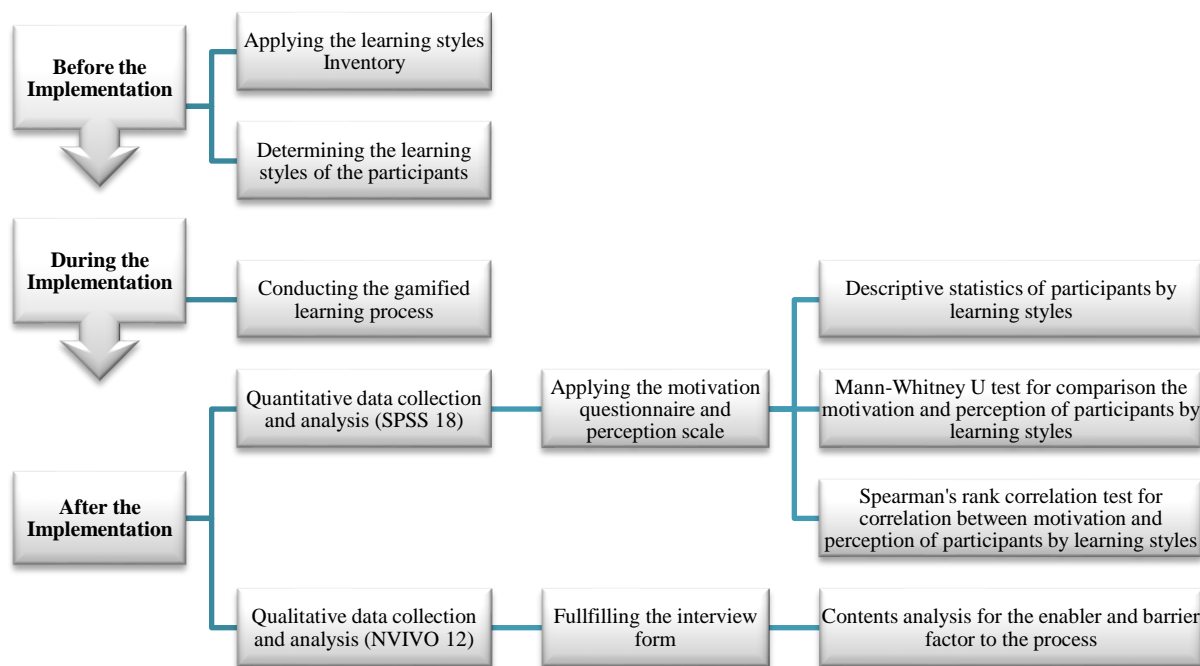 Before the
Implementation
Applying the learning styles
Inventory
Determining the learning
styles of the participants
During the
Implementation
Conducting the gamified
learning process
After the
Implementation
Quantitative data collection
and analysis (SPSS 18)
Applying the motivation
questionnaire and
perception scale
Descriptive statistics of participants by
learning styles
Mann-Whitney U test for comparison the
motivation and perception of participants by
learning styles
Spearman's rank correlation test for
correlation between motivation and
perception of participants by learning styles
Qualitative data collection
and analysis (NVIVO 12)
Fullfilling the interview
form
Contents analysis for the enabler and barrier
factor to the process